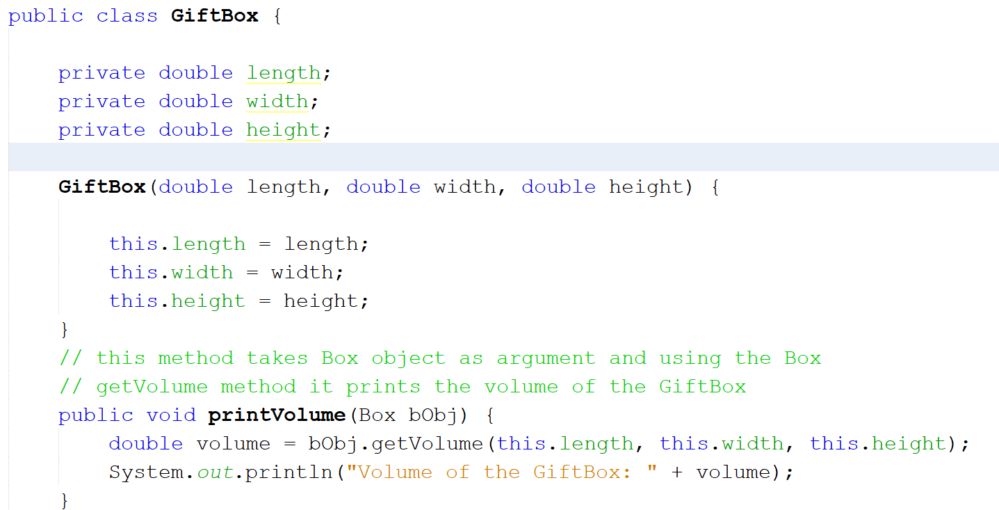 public class GiftBox {
private double length;
private double width;
private double height;
GiftBox(double length, double width, double height) {
this.length = length;
this.width = width;
this.height = height;
}
// this method takes Box object as argument and using the Box
// getVolume method it prints the volume of the GiftBox
public void printVolume(Box bObj) {
double volume = bObj.getVolume(this.length, this.width, this.height);
System.out.println("Volume of the GiftBox: " + volume);
}